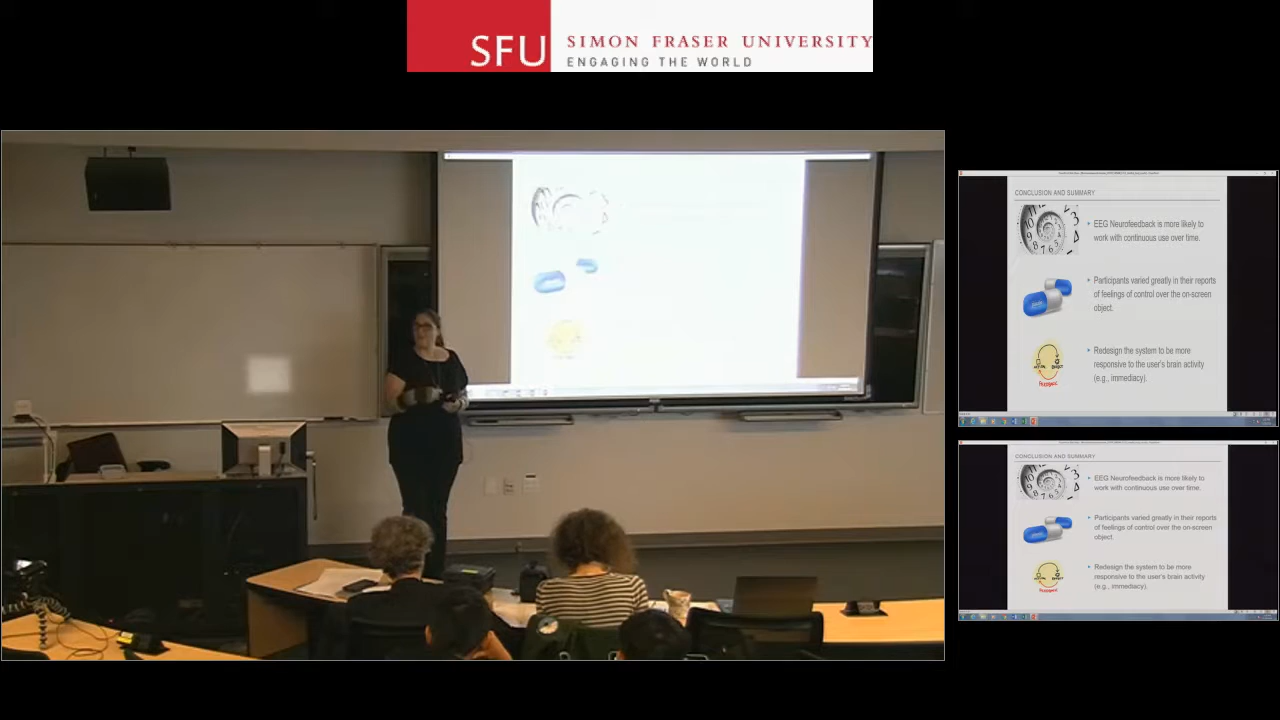 SFU
SIMON FRASER UNIVERSITY
ENGAGING THE WORLD
CONCLUSION AND SUMMARY
EEG Neurofeedback is more likely to
work with continuous use over time.
Participants varied greatly in their reports
of feelings of control over the on-screen
object.
Redesign the system to be more
responsive to the user's brain activity
(e.g., immediacy).
CONCLUSION AND SUMMARY
EEG Neurofeedback is more likely to
work with continuous use over time.
Participants varied greatly in their reports
of feelings of control over the on-screen
object.
Redesign the system to be more
responsive to the user's brain activity
(e.g., immediacy).